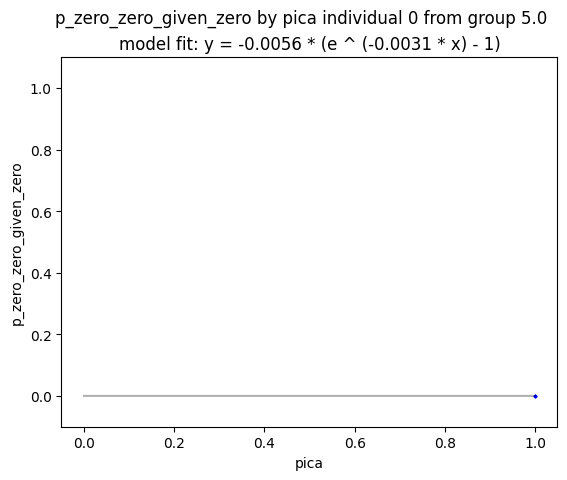 p_zero_zero_given_zero by pica individual 0 from group 5.0
model fit: y = -0.0056 * (e ^ (-0.0031 * x) - 1)
1.0
0.8
0.6
0.4
0.2
0.0
p_zero_zero_given_zero
0.0 0.2 0.4 0.6 0.8 1.0
pica